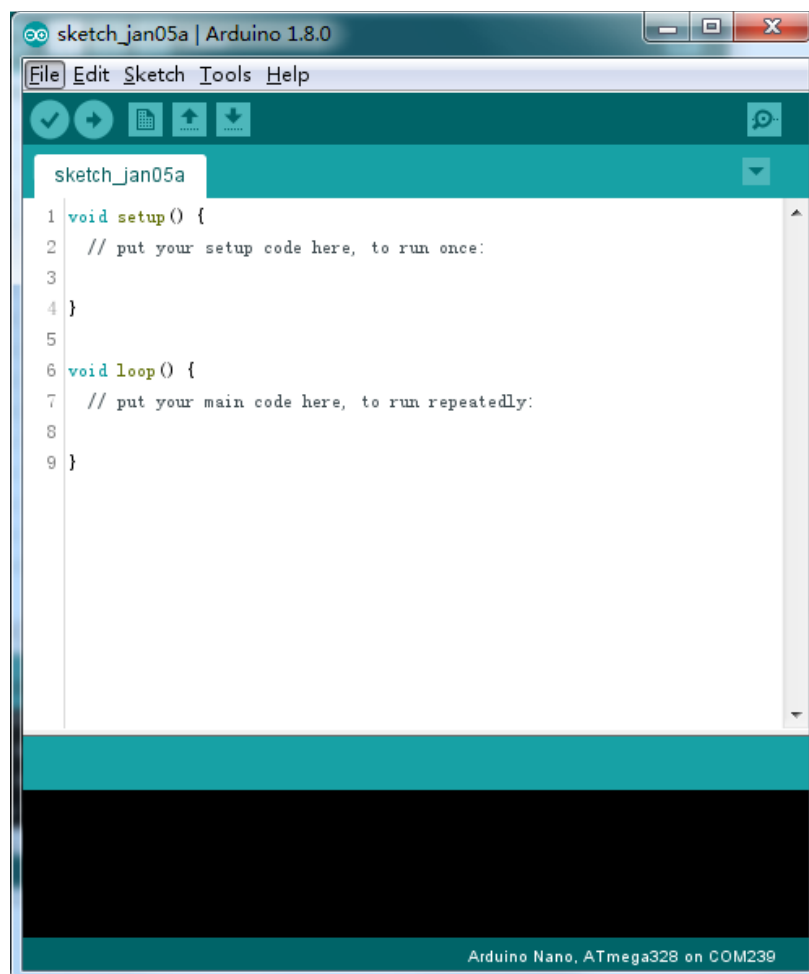 sketch_jan05a | Arduino 1.8.0
File Edit Sketch Tools Help
sketch_jan05a
1 void setup() {
2   // put your setup code here, to run once:
3
4 }
5
6 void loop() {
7   // put your main code here, to run repeatedly:
8
9 }
Arduino Nano, ATmega328 on COM239